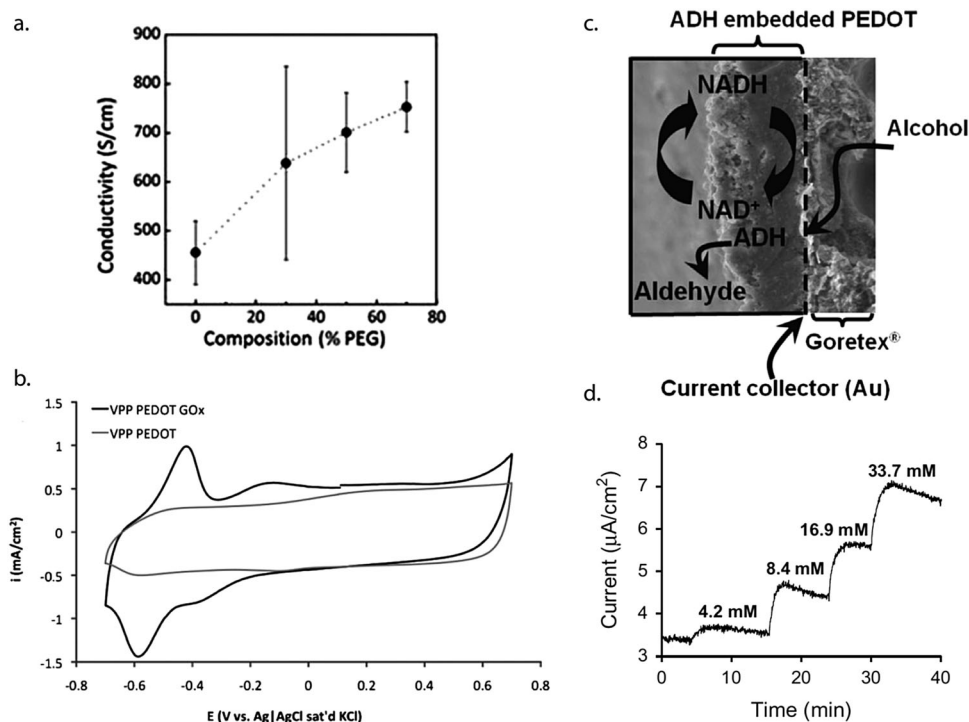 a.
900
800
700
600
500
400
Conductivity (S/cm)
0 20 40 60 80
Composition (% PEG)
b.
VPP PEDOT GOx
VPP PEDOT
1.5
1
0.5
0
-0.5
-1
-1.5
i (mA/cm²)
-0.8 -0.6 -0.4 -0.2 0 0.2 0.4 0.6 0.8
E (V vs. Ag|AgCl sat'd KCl)
c.
ADH embedded PEDOT
NADH
Alcohol
NAD⁺
ADH
Aldehyde
Goretex®
Current collector (Au)
d.
8
7
6
5
4
3
Current (µA/cm²)
33.7 mM
16.9 mM
8.4 mM
4.2 mM
0 10 20 30 40
Time (min)